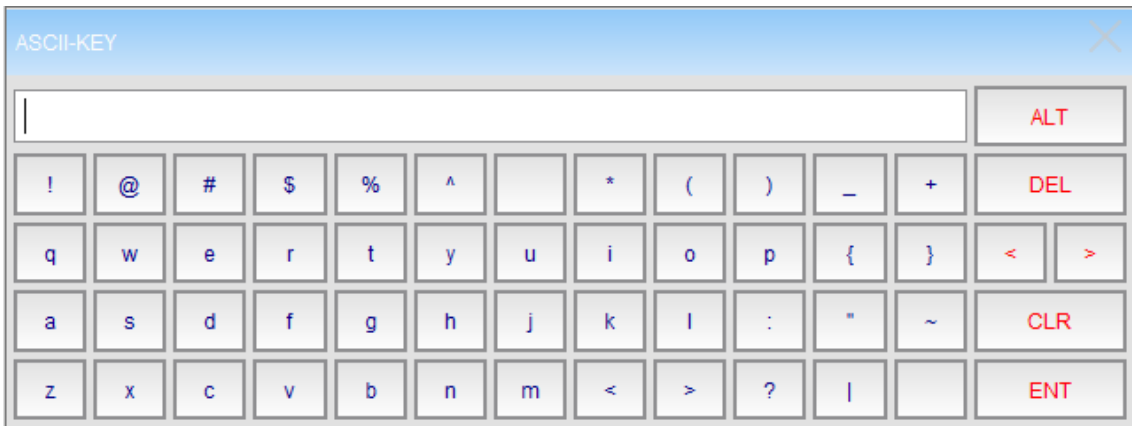 ASCII-KEY
ALT
! @ # $ % ^ * ( ) _ + DEL
q w e r t y u i o p { } < >
a s d f g h j k l : " ~ CLR
z x c v b n m < > ? | ENT